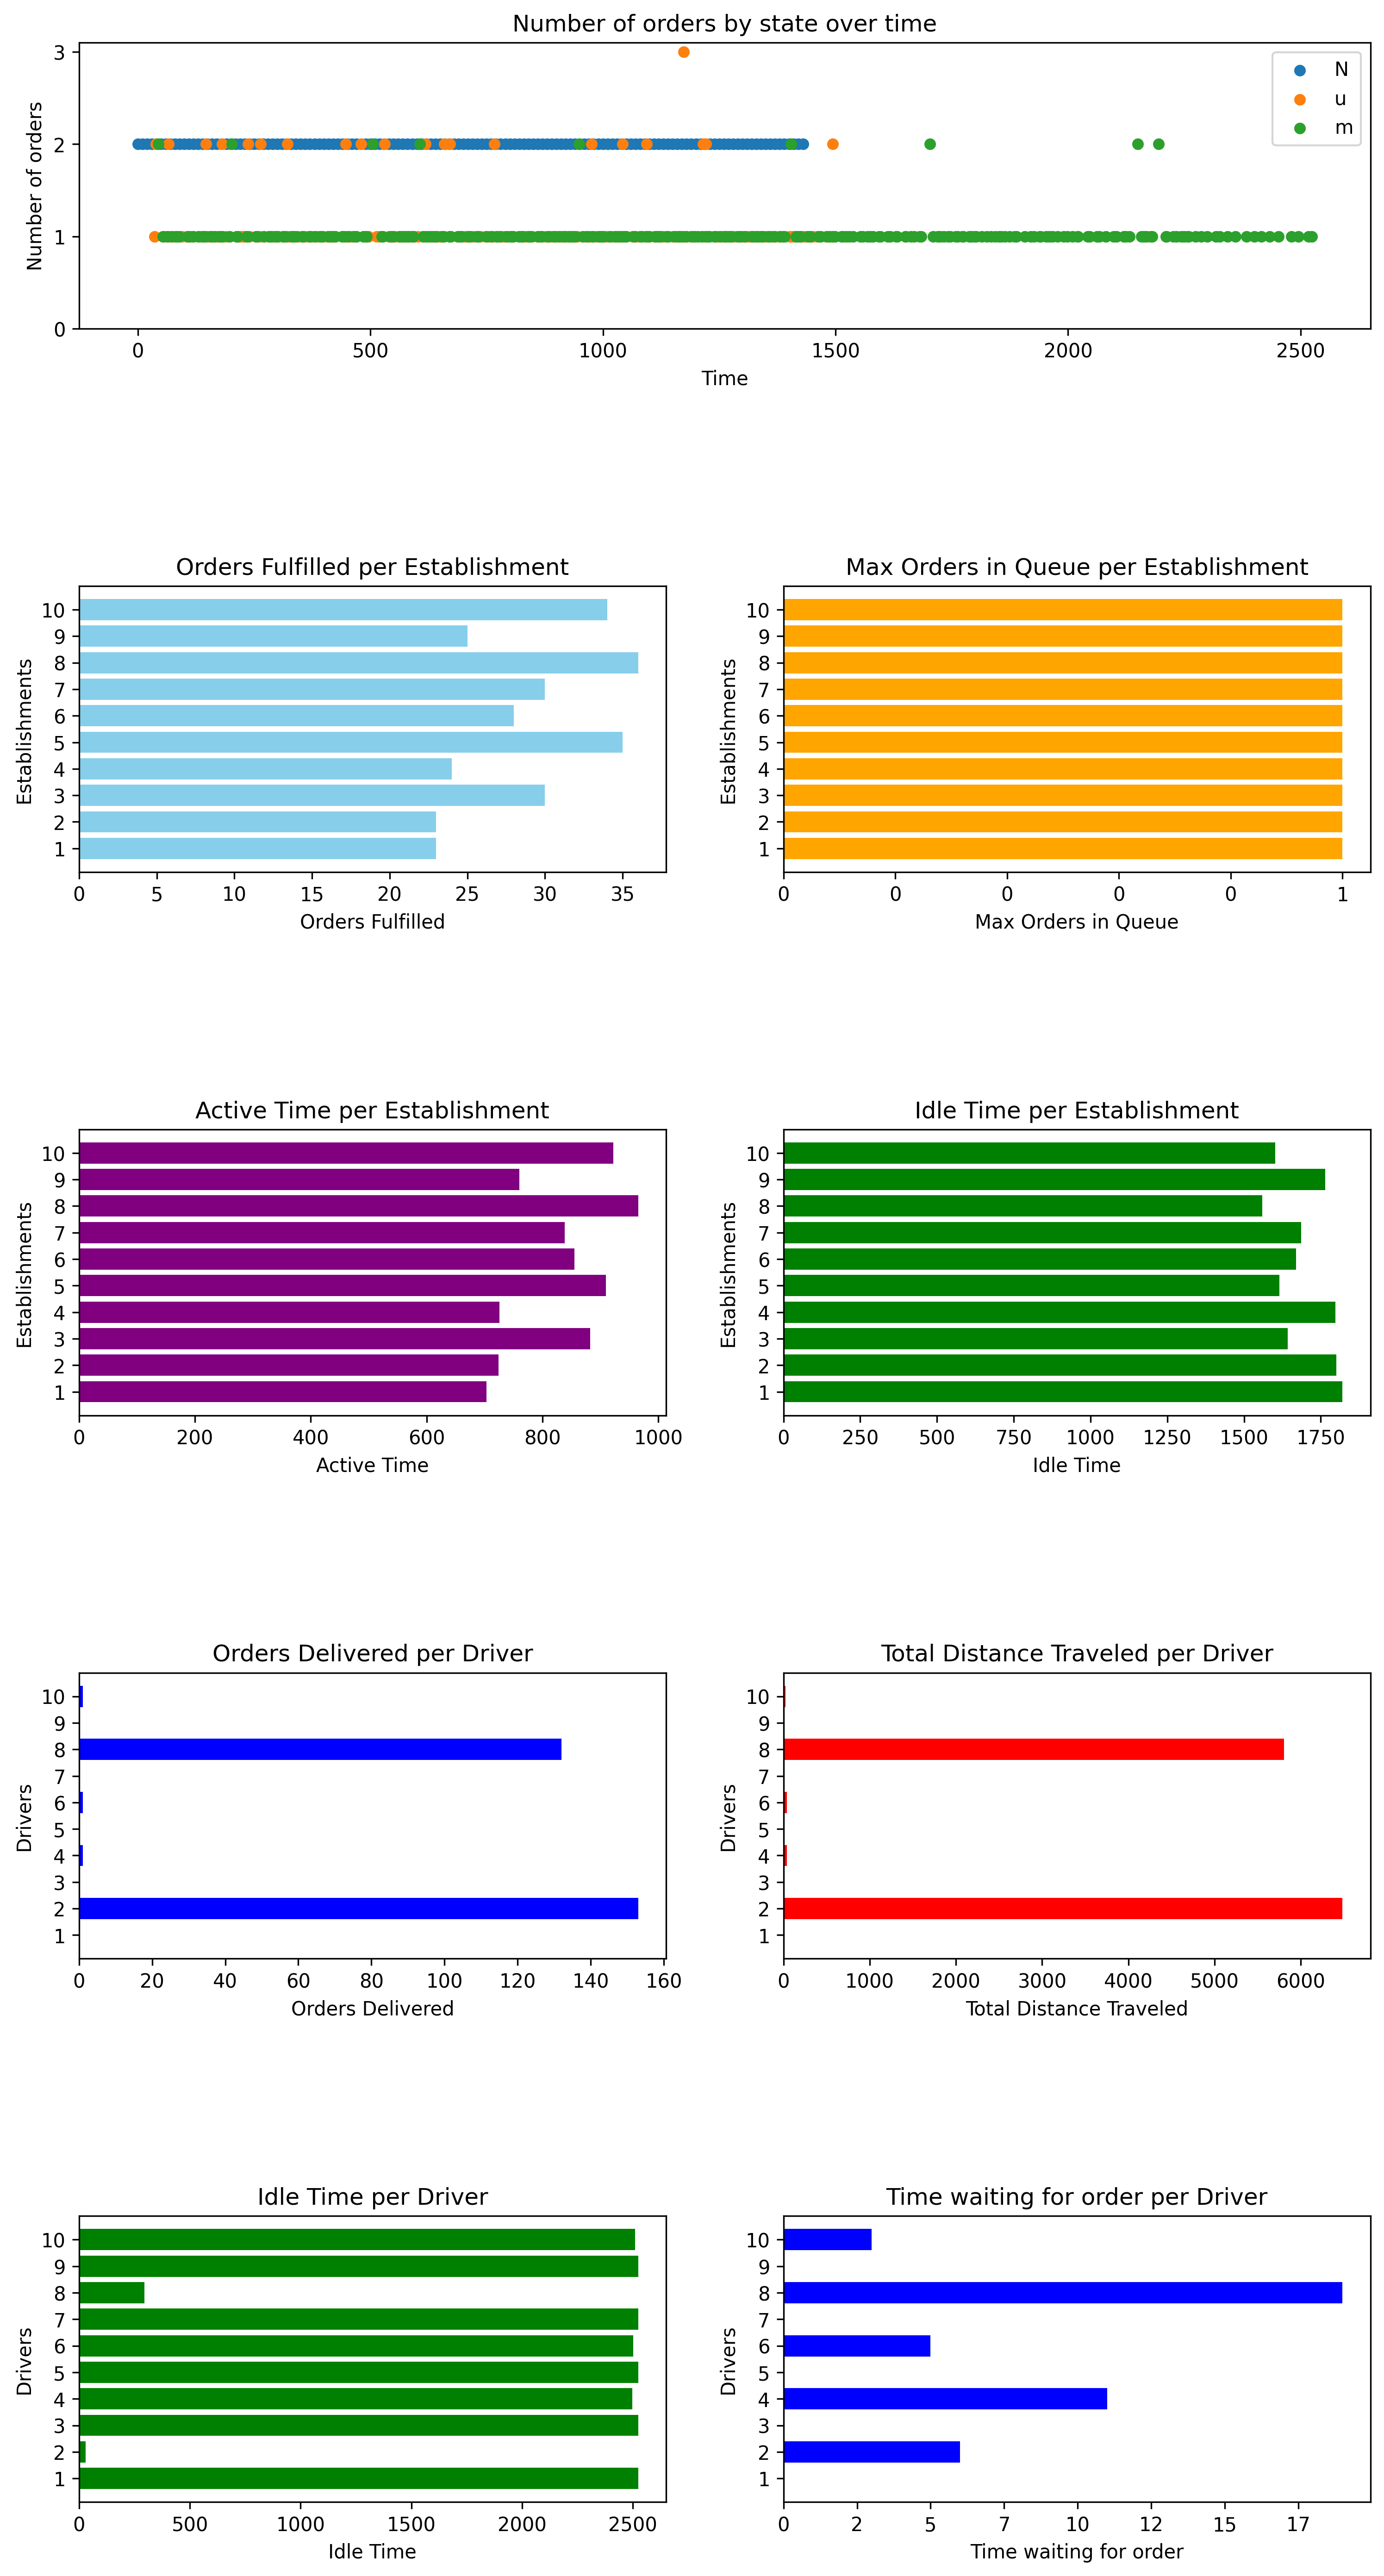 Number of orders by state over time
Number of orders
3
2
1
0
N
u
m
0 500 1000 1500 2000 2500
Time
Orders Fulfilled per Establishment
Establishments
10
9
8
7
6
5
4
3
2
1
0 5 10 15 20 25 30 35
Orders Fulfilled
Max Orders in Queue per Establishment
Establishments
10
9
8
7
6
5
4
3
2
1
0 0 0 0 0 1
Max Orders in Queue
Active Time per Establishment
Establishments
10
9
8
7
6
5
4
3
2
1
0 200 400 600 800 1000
Active Time
Idle Time per Establishment
Establishments
10
9
8
7
6
5
4
3
2
1
0 250 500 750 1000 1250 1500 1750
Idle Time
Orders Delivered per Driver
Drivers
10
9
8
7
6
5
4
3
2
1
0 20 40 60 80 100 120 140 160
Orders Delivered
Total Distance Traveled per Driver
Drivers
10
9
8
7
6
5
4
3
2
1
0 1000 2000 3000 4000 5000 6000
Total Distance Traveled
Idle Time per Driver
Drivers
10
9
8
7
6
5
4
3
2
1
0 500 1000 1500 2000 2500
Idle Time
Time waiting for order per Driver
Drivers
10
9
8
7
6
5
4
3
2
1
0 2 5 7 10 12 15 17
Time waiting for order